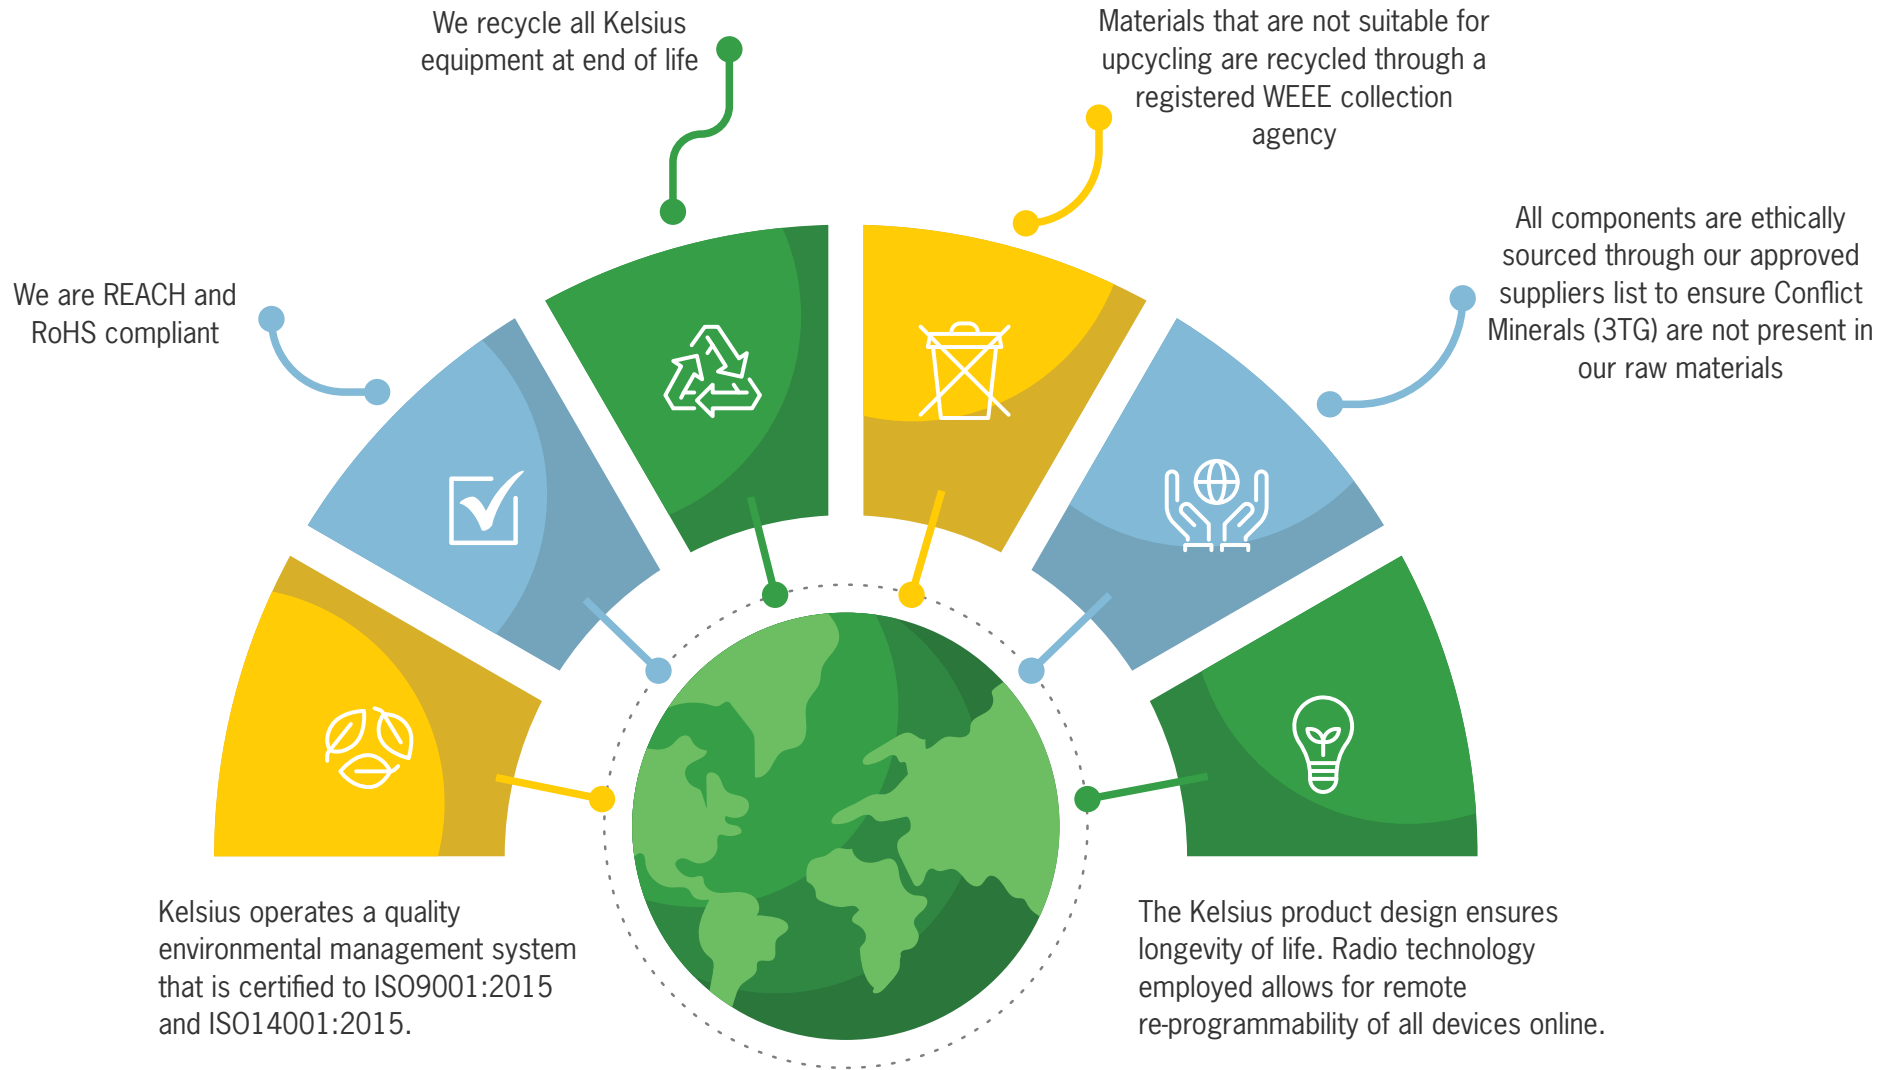 We recycle all Kelsius
equipment at end of life
Materials that are not suitable for
upcycling are recycled through a
registered WEEE collection
agency
All components are ethically
sourced through our approved
suppliers list to ensure Conflict
Minerals (3TG) are not present in
our raw materials
We are REACH and
RoHS compliant
Kelsius operates a quality
environmental management system
that is certified to ISO9001:2015
and ISO14001:2015.
The Kelsius product design ensures
longevity of life. Radio technology
employed allows for remote
re-programmability of all devices online.